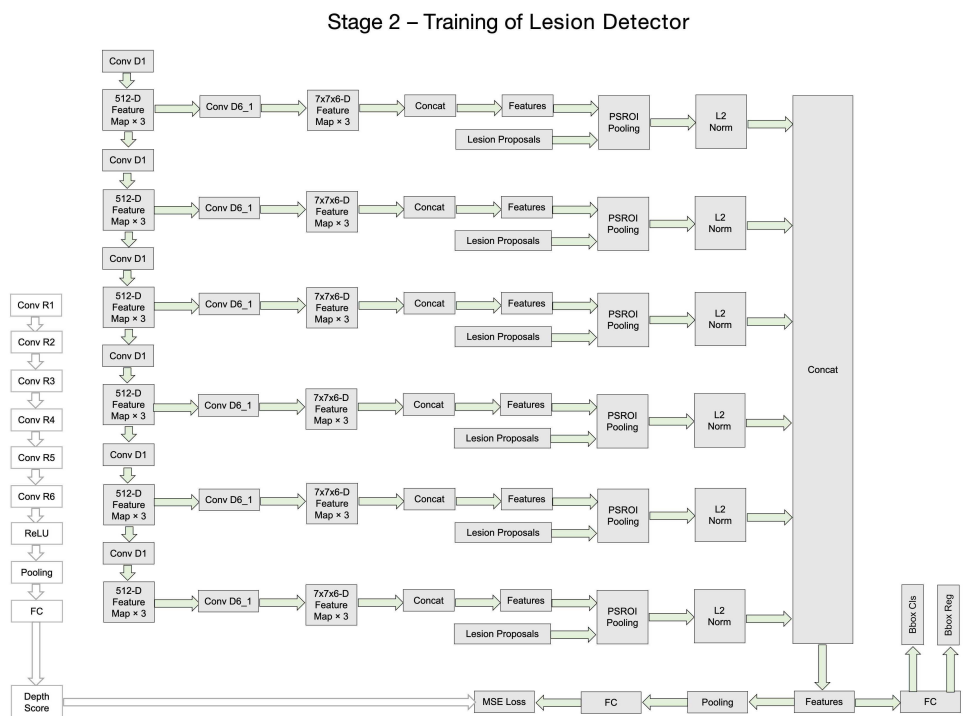 Stage 2 – Training of Lesion Detector
Conv D1
512-D
Feature
Map × 3
Conv D6_1
7x7x6-D
Feature
Map × 3
Concat
Features
Lesion Proposals
PSROI
Pooling
L2
Norm
Conv D1
512-D
Feature
Map × 3
Conv D6_1
7x7x6-D
Feature
Map × 3
Concat
Features
Lesion Proposals
PSROI
Pooling
L2
Norm
Conv D1
512-D
Feature
Map × 3
Conv D6_1
7x7x6-D
Feature
Map × 3
Concat
Features
Lesion Proposals
PSROI
Pooling
L2
Norm
Conv D1
512-D
Feature
Map × 3
Conv D6_1
7x7x6-D
Feature
Map × 3
Concat
Features
Lesion Proposals
PSROI
Pooling
L2
Norm
Conv D1
512-D
Feature
Map × 3
Conv D6_1
7x7x6-D
Feature
Map × 3
Concat
Features
Lesion Proposals
PSROI
Pooling
L2
Norm
Conv D1
512-D
Feature
Map × 3
Conv D6_1
7x7x6-D
Feature
Map × 3
Concat
Features
Lesion Proposals
PSROI
Pooling
L2
Norm
Concat
Conv R1
Conv R2
Conv R3
Conv R4
Conv R5
Conv R6
ReLU
Pooling
FC
Depth
Score
MSE Loss
FC
Pooling
Features
FC
Bbox Cls
Bbox Reg